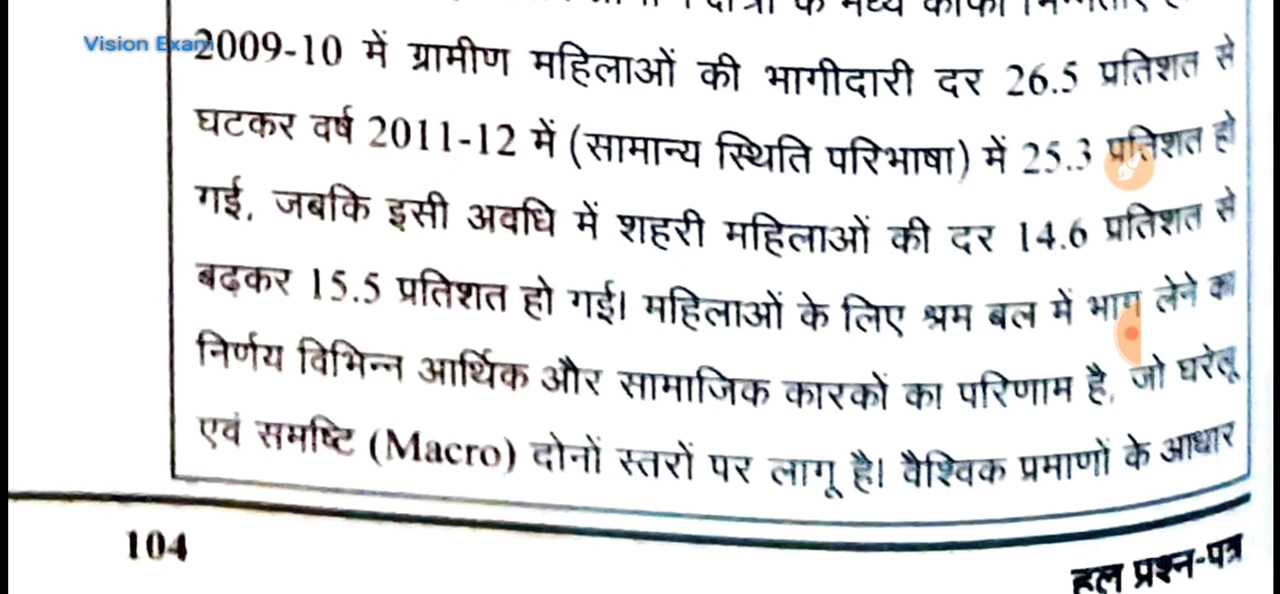 के मध्य काफी
Vision Exam
2009-10 में ग्रामीण महिलाओं की भागीदारी दर 26.5 प्रतिशत से
घटकर वर्ष 2011-12 में (सामान्य स्थिति परिभाषा) में 25.3 प्रतिशत हो
गई, जबकि इसी अवधि में शहरी महिलाओं की दर 14.6 प्रतिशत से
बढ़कर 15.5 प्रतिशत हो गई। महिलाओं के लिए श्रम बल में भाग लेने का
निर्णय विभिन्न आर्थिक और सामाजिक कारकों का परिणाम है, जो घरेलू
एवं समष्टि (Macro) दोनों स्तरों पर लागू है। वैश्विक प्रमाणों के आधार
104
हल प्रश्न-पत्र